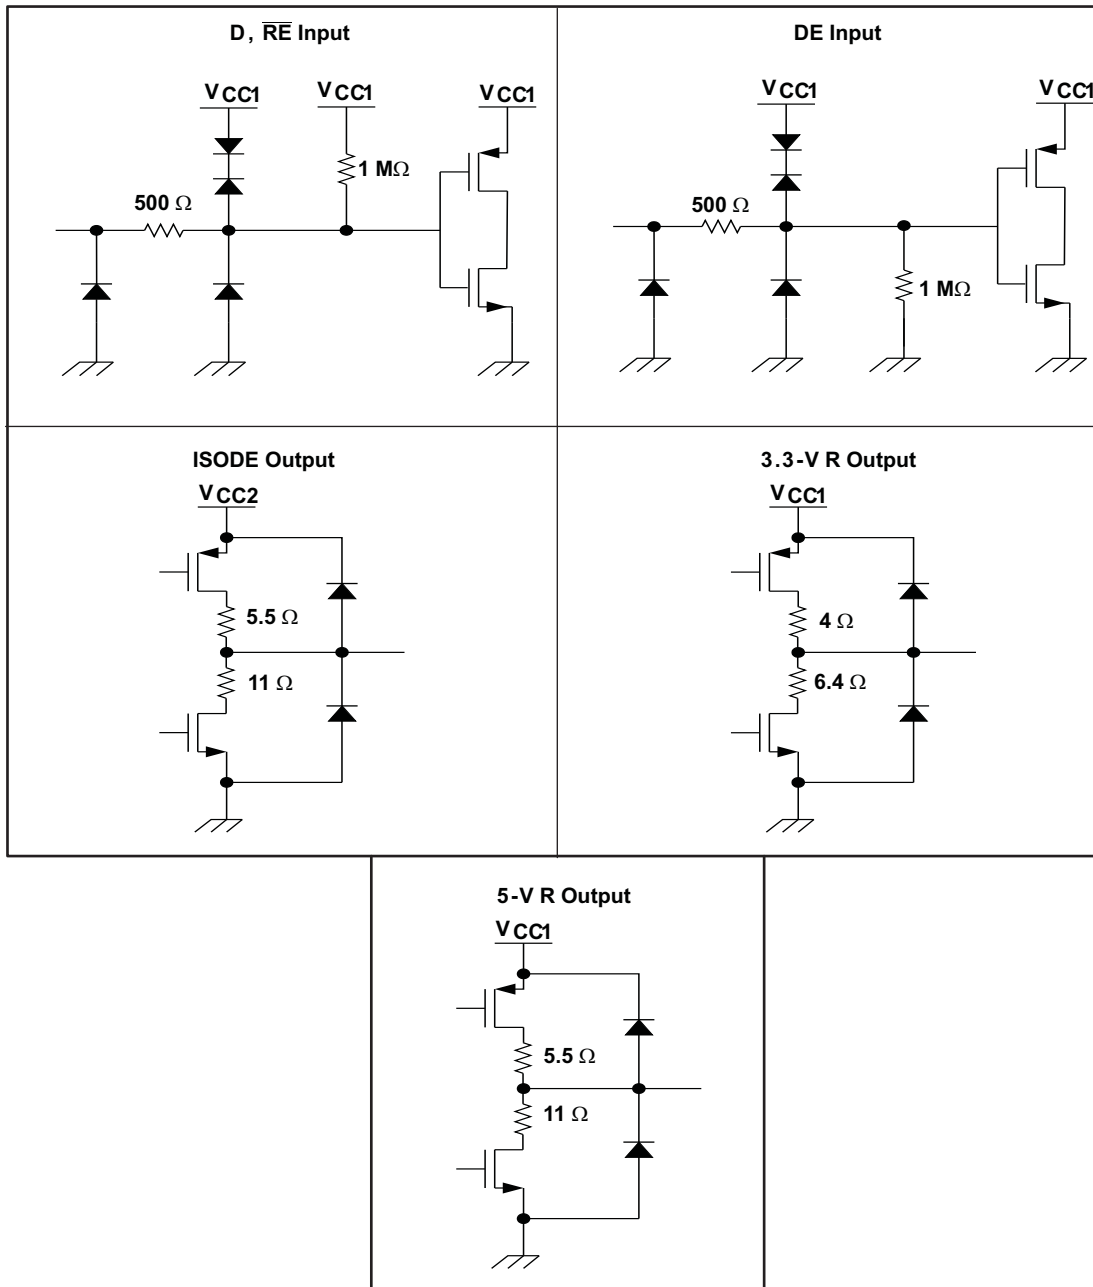 D, R̅E̅ Input
VCC1
VCC1
VCC1
1 MΩ
500 Ω
DE Input
VCC1
VCC1
500 Ω
1 MΩ
ISODE Output
VCC2
5.5 Ω
11 Ω
3.3-V R Output
VCC1
4 Ω
6.4 Ω
5-V R Output
VCC1
5.5 Ω
11 Ω